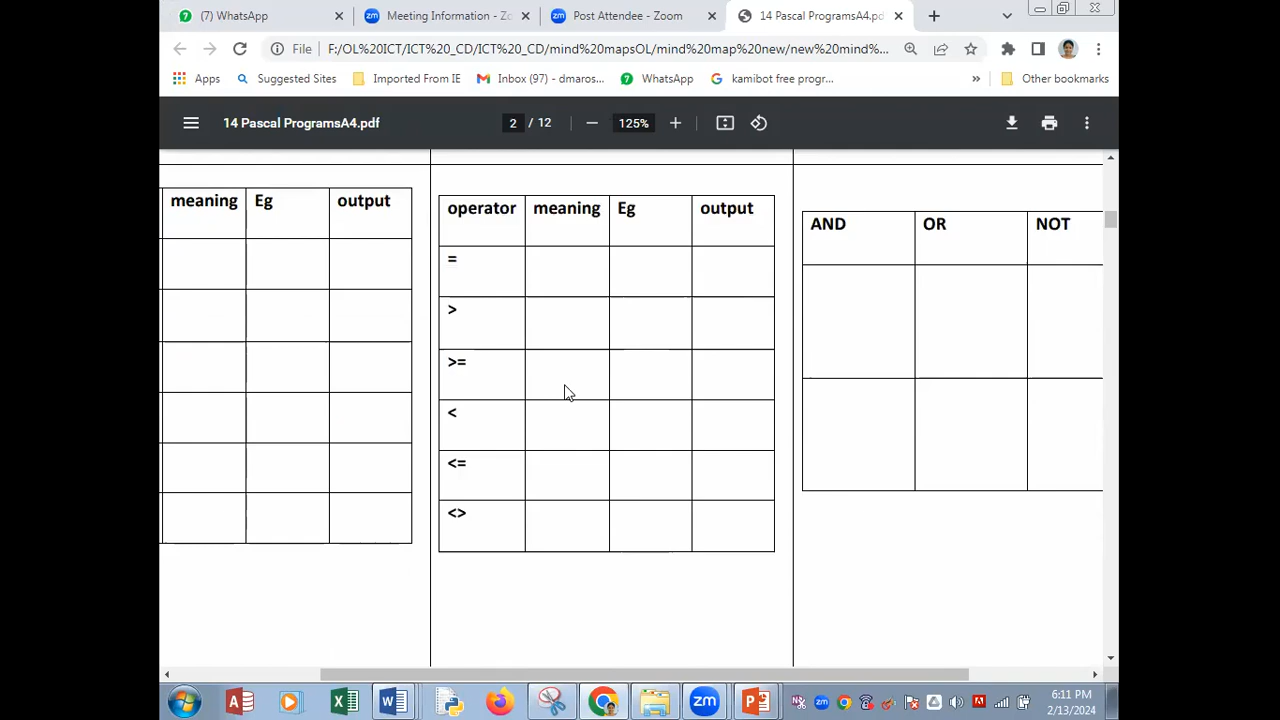 (7) WhatsApp
Meeting Information - Zo
Post Attendee - Zoom
14 Pascal ProgramsA4.pd
File
F:/OL%20ICT/ICT%20_CD/ICT%20_CD/mind%20mapsOL/mind%20map%20new/new%20mind%...
Apps
Suggested Sites
Imported From IE
Inbox (97) - dmaros...
WhatsApp
kamibot free progr...
»
Other bookmarks
14 Pascal ProgramsA4.pdf
2 / 12
125%
meaning Eg output
operator meaning Eg output
=
>
>=
<
<=
<>
AND OR NOT
6:11 PM
2/13/2024